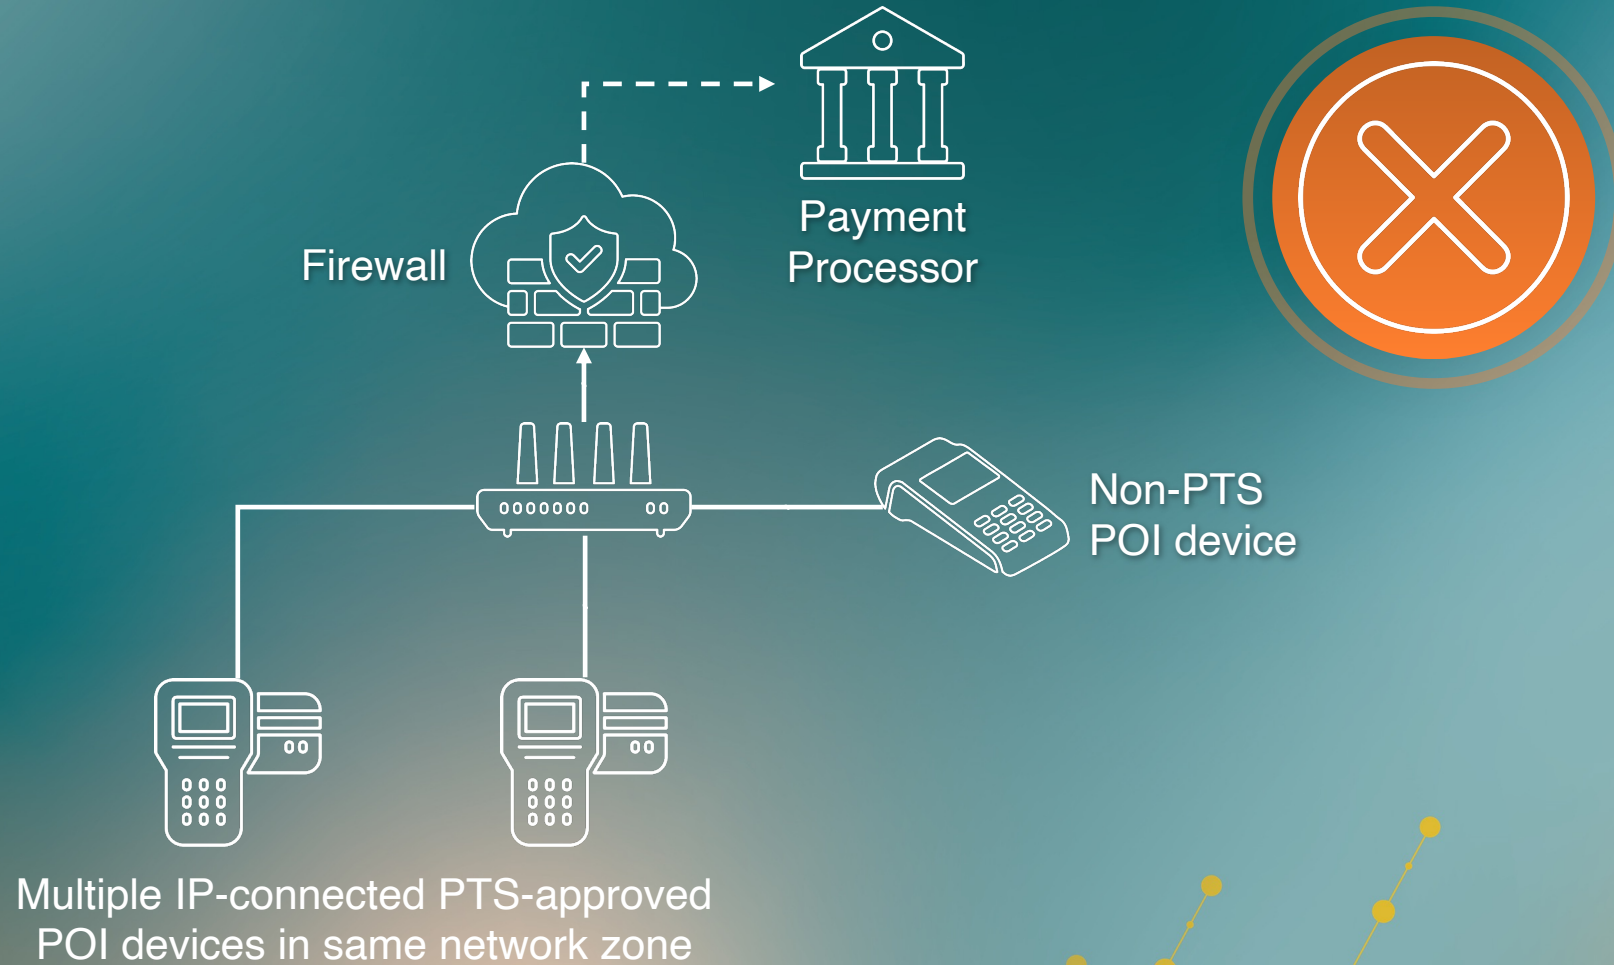 Payment
Processor
Firewall
Non-PTS
POI device
Multiple IP-connected PTS-approved
POI devices in same network zone